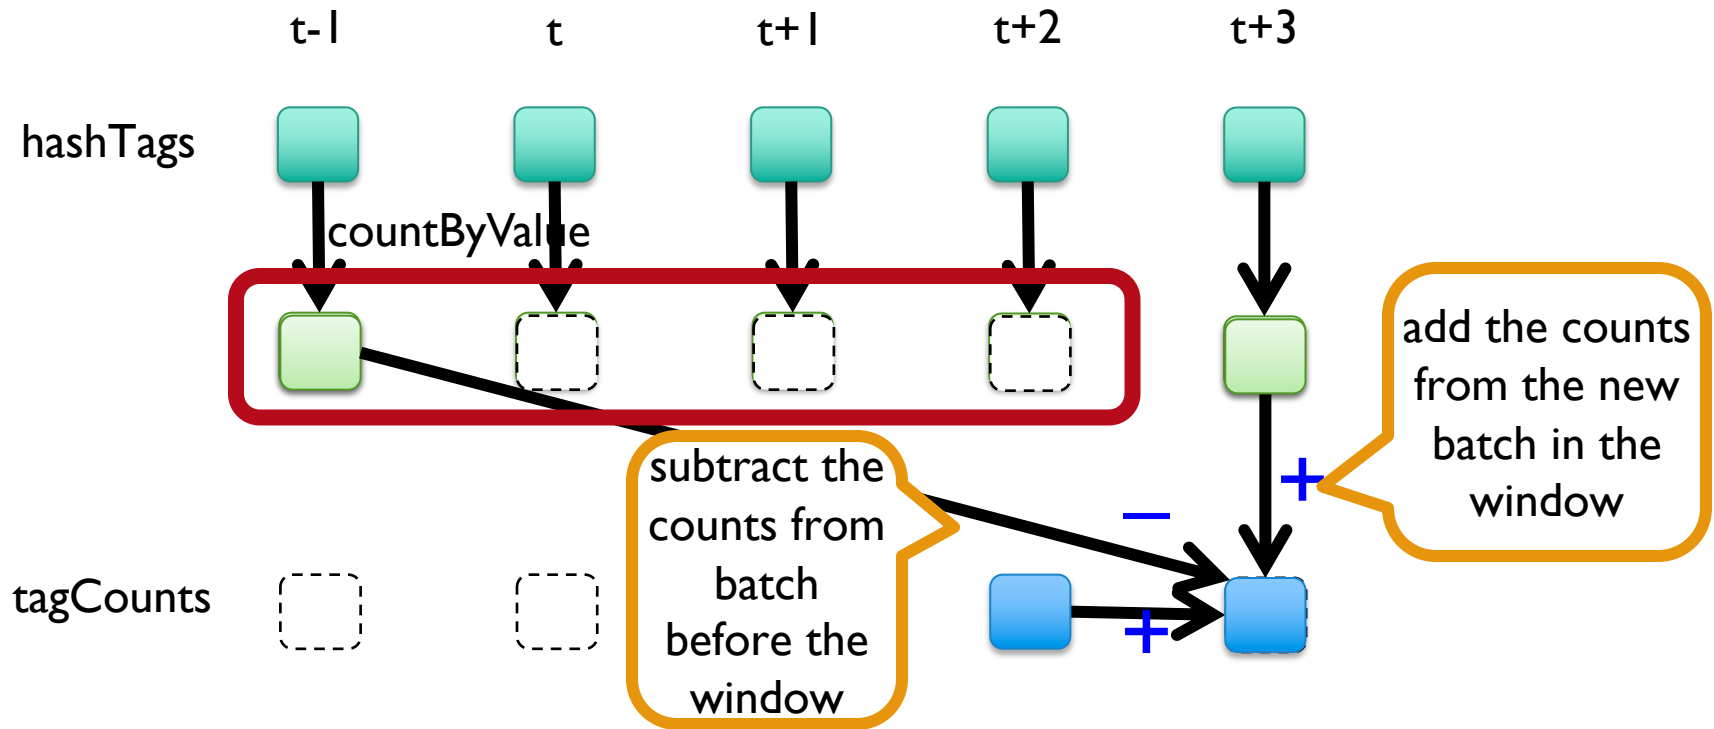 t-1 t t+1 t+2 t+3
hashTags
countByValue
add the counts
from the new
batch in the
window
+
subtract the
counts from
batch
before the
window
−
tagCounts
+